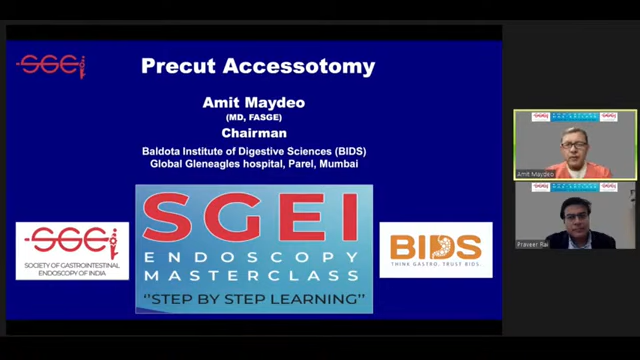 SGEI
Precut Accessotomy
Amit Maydeo
(MD, FASGE)
Chairman
Baldota Institute of Digestive Sciences (BIDS)
Global Gleneagles hospital, Parel, Mumbai
SGEI
SOCIETY OF GASTROINTESTINAL
ENDOSCOPY OF INDIA
SGEI
ENDOSCOPY
MASTERCLASS
"STEP BY STEP LEARNING"
BIDS
THINK GASTRO. TRUST BIDS.
Amit Maydeo
Praveer Rai